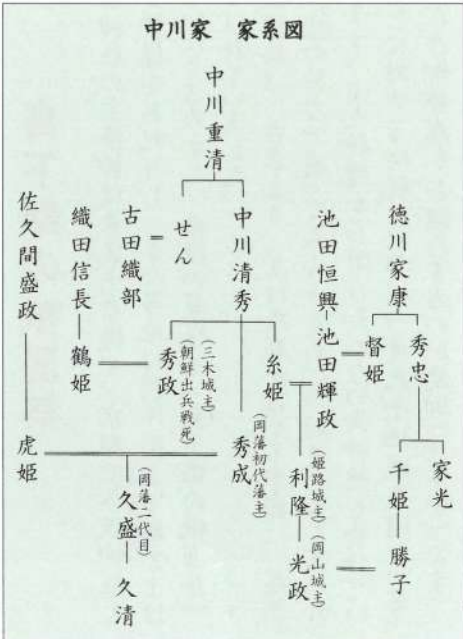 中川家 家系図
徳川家康
督姫
秀忠
千姫
家光
勝子
池田恒興
池田輝政
利隆
(姫路城主)
光政
(岡山城主)
中川重清
中川清秀
せん
糸姫
秀成
(岡藩初代藩主)
秀政
(三木城主)
(朝鮮出兵戦死)
古田織部
織田信長
鶴姫
佐久間盛政
虎姫
久盛
(岡藩二代目)
久清